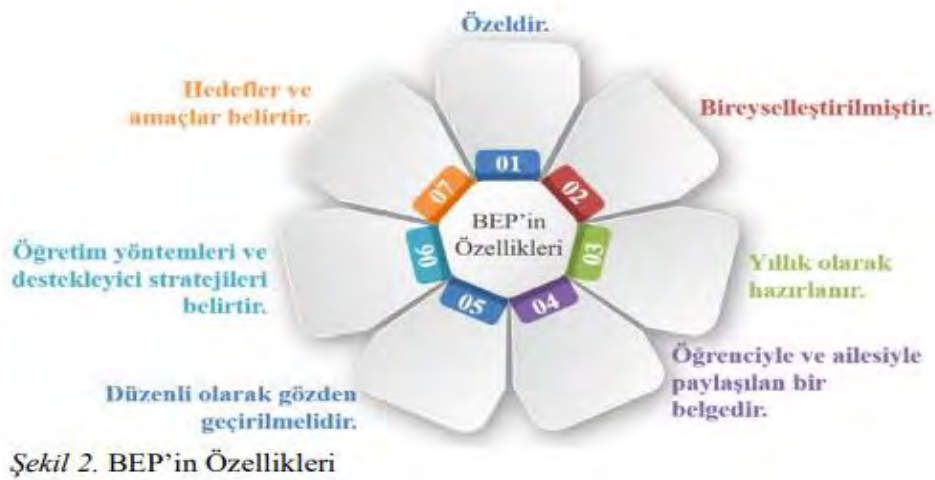 Özeldir.
01
Bireyselleştirilmiştir.
02
Yıllık olarak
hazırlanır.
03
Öğrenciyle ve ailesiyle
paylaşılan bir
belgedir.
04
Düzenli olarak gözden
geçirilmelidir.
05
Öğretim yöntemleri ve
destekleyici stratejileri
belirtir.
06
Hedefler ve
amaçlar belirtir.
07
BEP’in
Özellikleri
Şekil 2. BEP’in Özellikleri